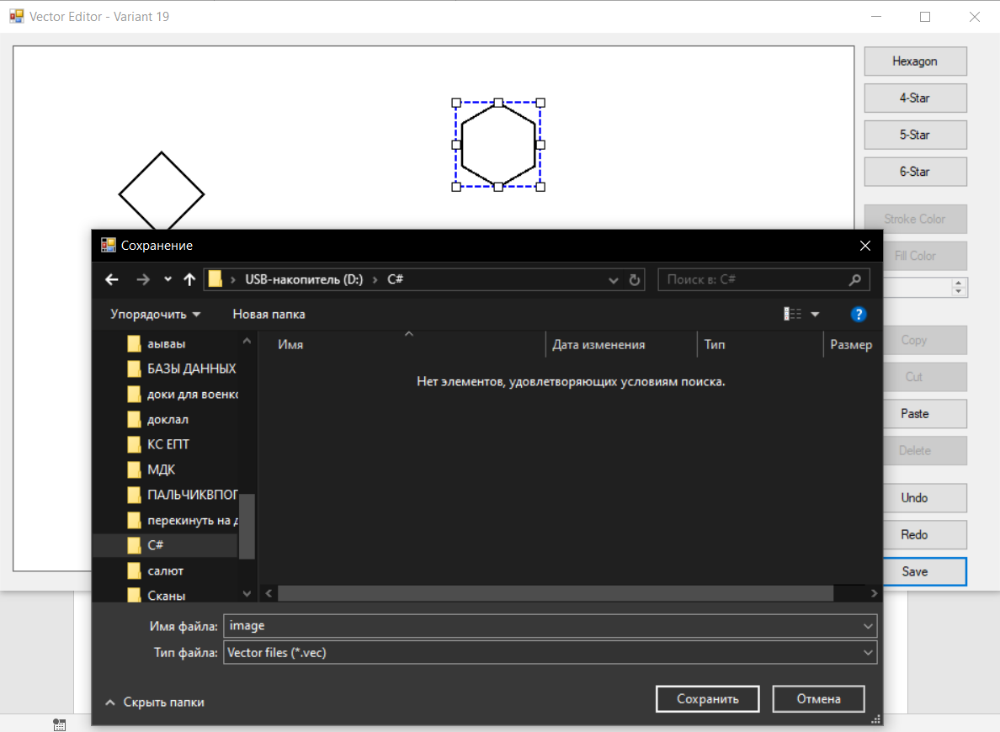 Vector Editor - Variant 19
Hexagon
4-Star
5-Star
6-Star
Stroke Color
Fill Color
Copy
Cut
Paste
Delete
Undo
Redo
Save
Сохранение
USB-накопитель (D:) › C#
Поиск в: C#
Упорядочить Новая папка
Имя Дата изменения Тип Размер
Нет элементов, удовлетворяющих условиям поиска.
аываы
БАЗЫ ДАННЫХ
доки для военкс
доклал
КС ЕПТ
МДК
ПАЛЬЧИКВПОГ
перекинуть на д
C#
салют
Сканы
Имя файла: image
Тип файла: Vector files (*.vec)
Скрыть папки
Сохранить Отмена